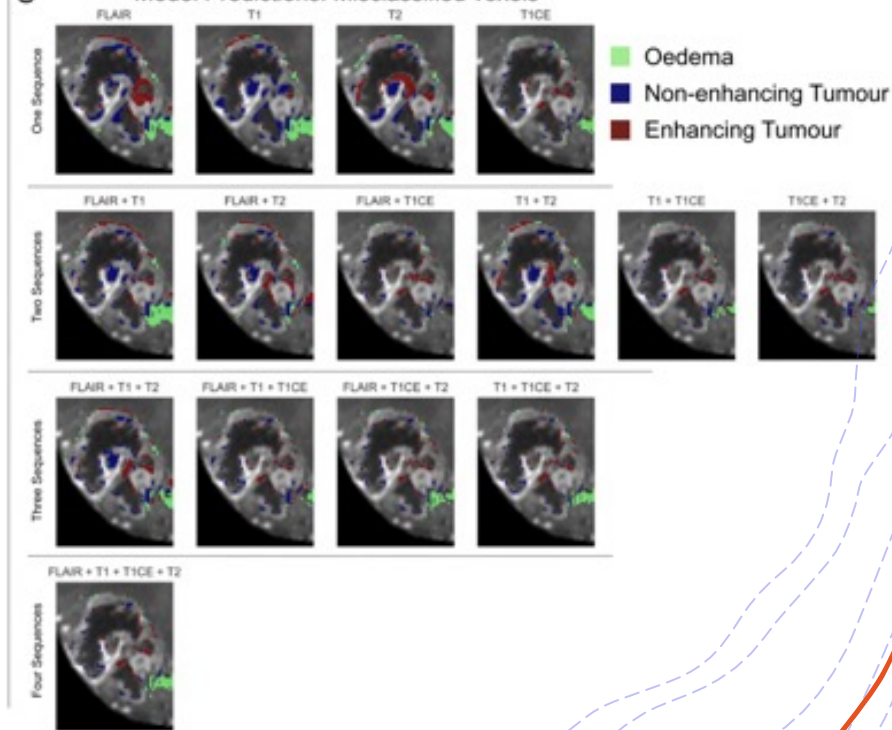 FLAIR T1 T2 T1CE
One Sequence
Oedema
Non-enhancing Tumour
Enhancing Tumour
FLAIR + T1 FLAIR + T2 FLAIR + T1CE T1 + T2 T1 + T1CE T1CE + T2
Two Sequences
FLAIR + T1 + T2 FLAIR + T1 + T1CE FLAIR + T1CE + T2 T1 + T1CE + T2
Three Sequences
FLAIR + T1 + T1CE + T2
Four Sequences